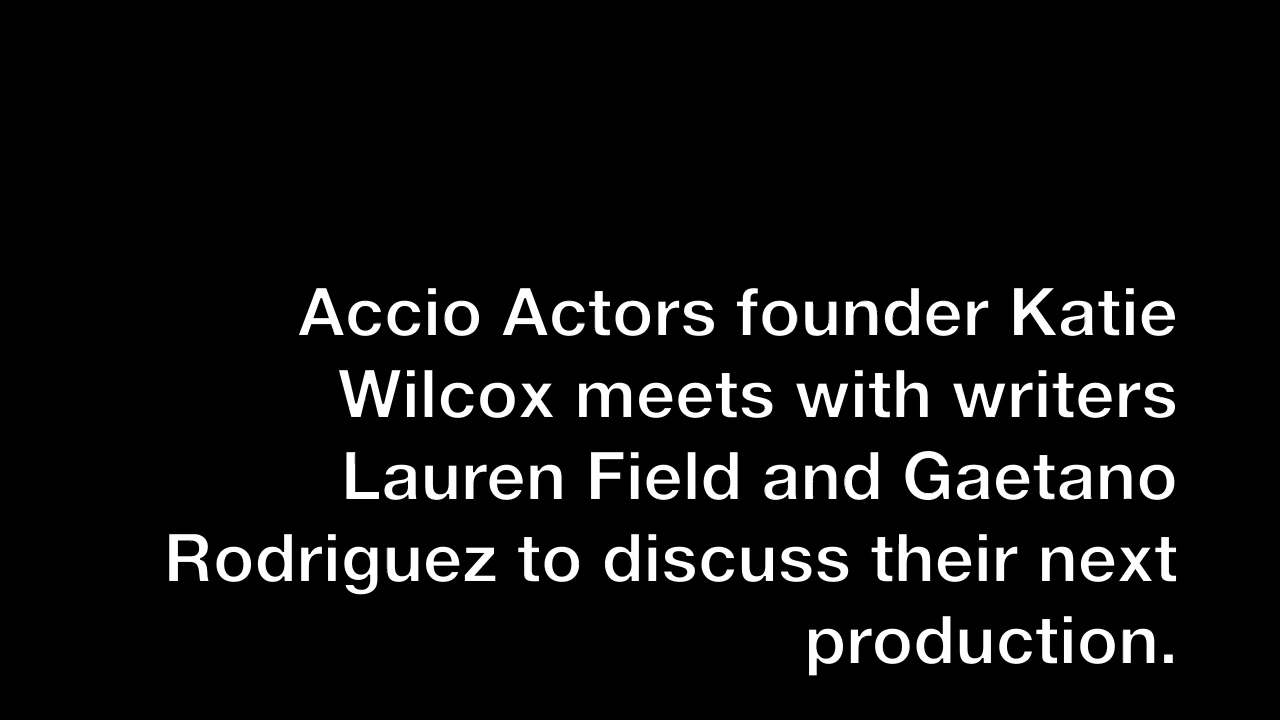 Accio Actors founder Katie
Wilcox meets with writers
Lauren Field and Gaetano
Rodriguez to discuss their next
production.